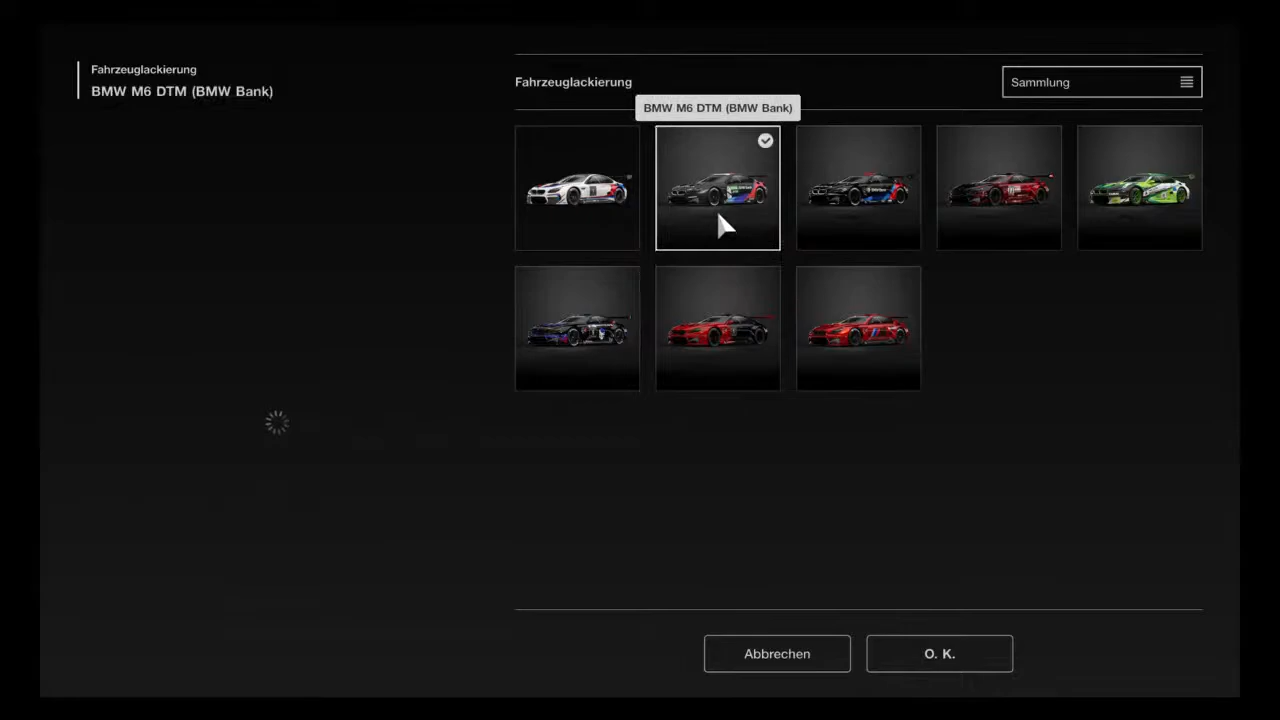 Fahrzeuglackierung
BMW M6 DTM (BMW Bank)
Fahrzeuglackierung
Sammlung
BMW M6 DTM (BMW Bank)
Abbrechen
O. K.